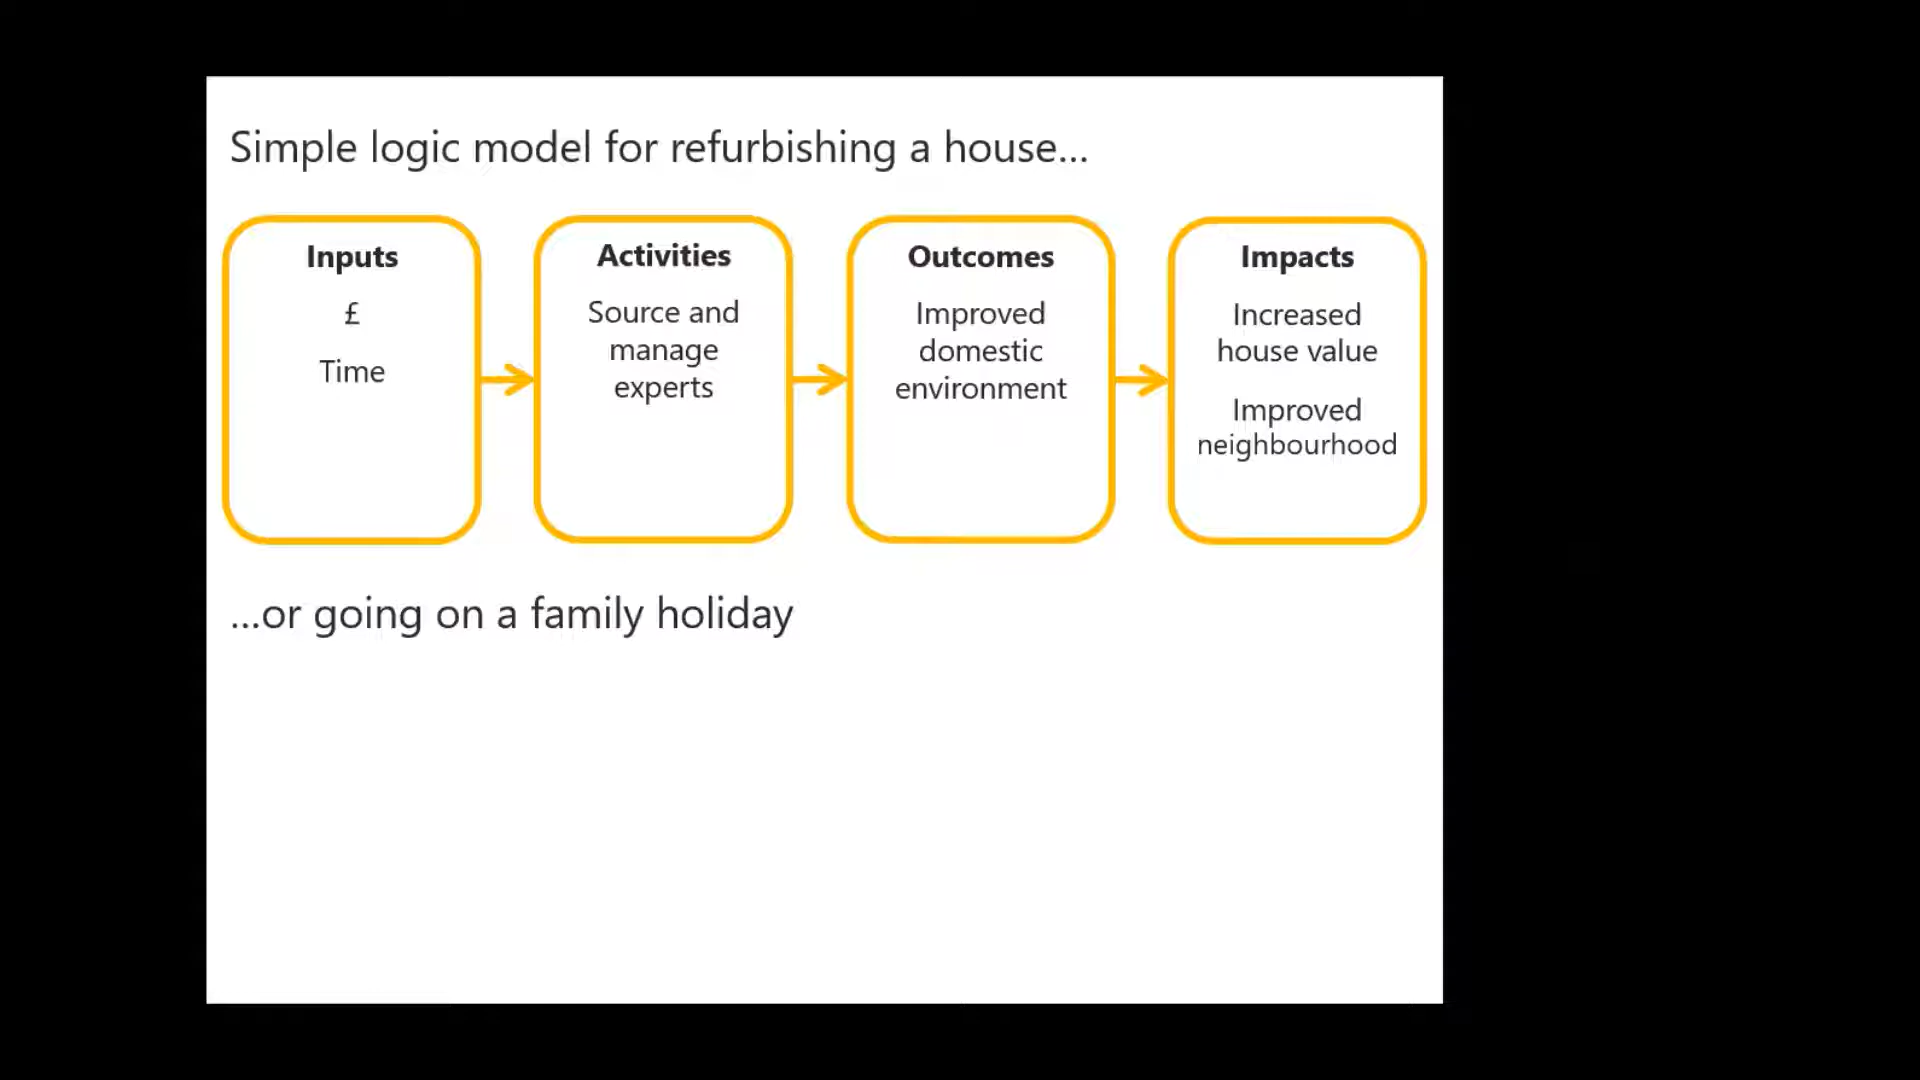 Simple logic model for refurbishing a house...
Inputs
£
Time
Activities
Source and
manage
experts
Outcomes
Improved
domestic
environment
Impacts
Increased
house value
Improved
neighbourhood
...or going on a family holiday